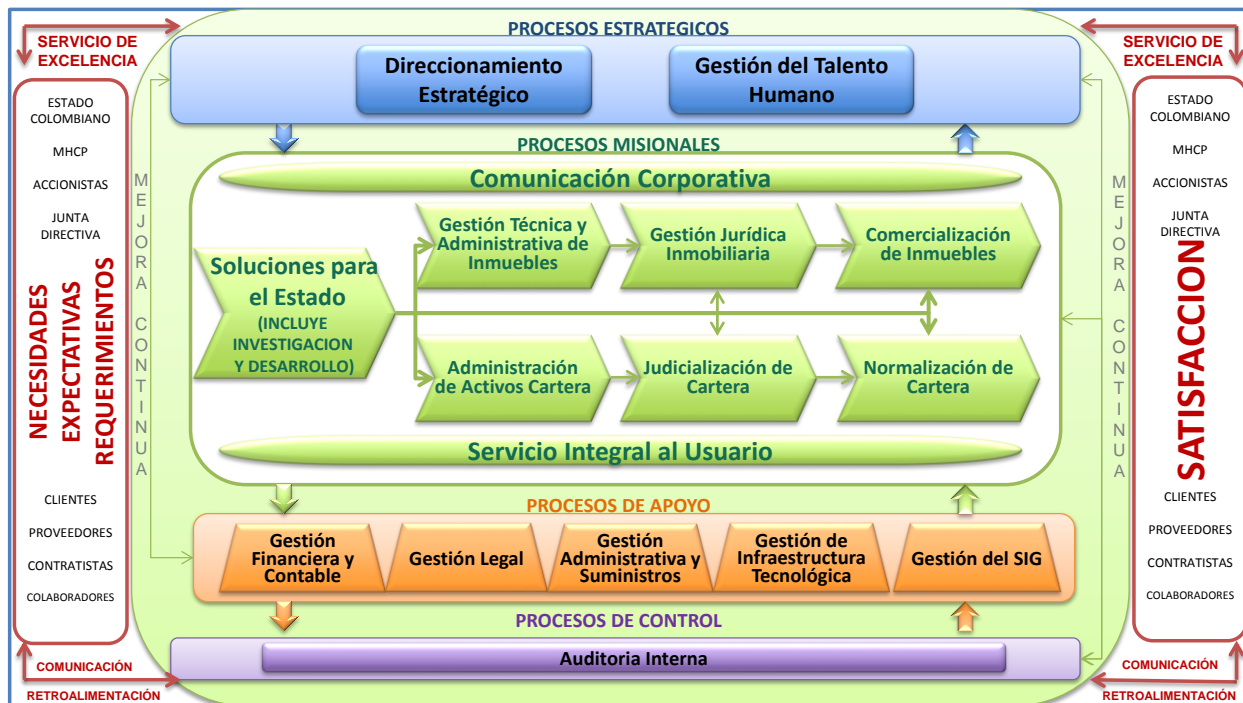 SERVICIO DE
EXCELENCIA
ESTADO
COLOMBIANO
MHCP
ACCIONISTAS
JUNTA
DIRECTIVA
NECESIDADES
EXPECTATIVAS
REQUERIMIENTOS
CLIENTES
PROVEEDORES
CONTRATISTAS
COLABORADORES
COMUNICACIÓN
RETROALIMENTACIÓN
MEJORA CONTINUA
PROCESOS ESTRATEGICOS
Direccionamiento
Estratégico
Gestión del Talento
Humano
PROCESOS MISIONALES
Comunicación Corporativa
Soluciones para
el Estado
(INCLUYE
INVESTIGACION
Y DESARROLLO)
Gestión Técnica y
Administrativa de
Inmuebles
Gestión Jurídica
Inmobiliaria
Comercialización
de Inmuebles
Administración
de Activos Cartera
Judicialización de
Cartera
Normalización de
Cartera
Servicio Integral al Usuario
PROCESOS DE APOYO
Gestión
Financiera y
Contable
Gestión Legal
Gestión
Administrativa y
Suministros
Gestión de
Infraestructura
Tecnológica
Gestión del SIG
PROCESOS DE CONTROL
Auditoria Interna
MEJORA CONTINUA
SERVICIO DE
EXCELENCIA
ESTADO
COLOMBIANO
MHCP
ACCIONISTAS
JUNTA
DIRECTIVA
SATISFACCION
CLIENTES
PROVEEDORES
CONTRATISTAS
COLABORADORES
COMUNICACIÓN
RETROALIMENTACIÓN